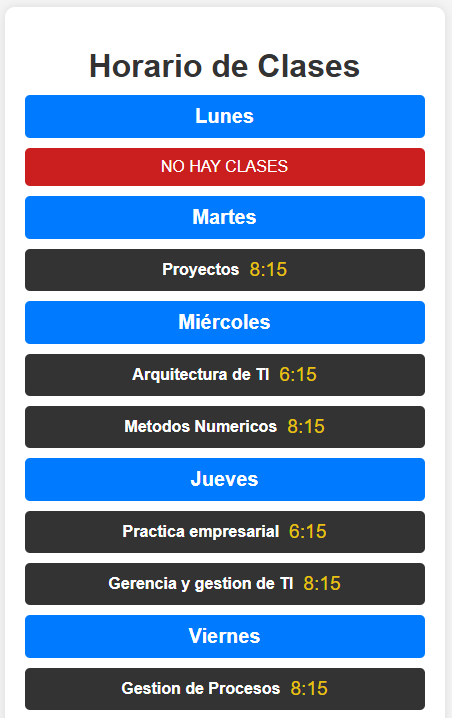 Horario de Clases
Lunes
NO HAY CLASES
Martes
Proyectos 8:15
Miércoles
Arquitectura de TI 6:15
Metodos Numericos 8:15
Jueves
Practica empresarial 6:15
Gerencia y gestion de TI 8:15
Viernes
Gestion de Procesos 8:15